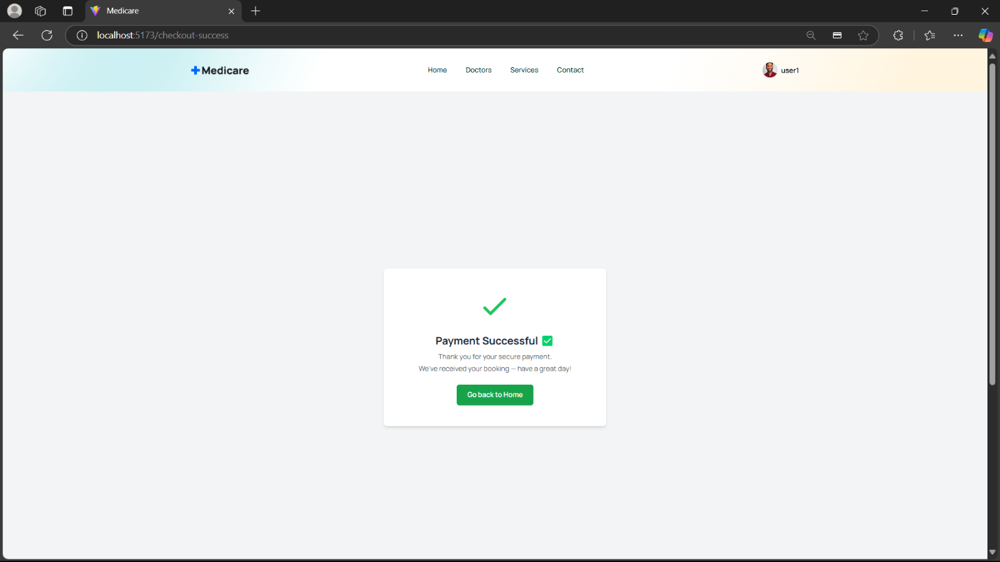 Medicare
localhost:5173/checkout-success
Medicare
Home Doctors Services Contact
user1
Payment Successful ✅
Thank you for your secure payment.
We've received your booking — have a great day!
Go back to Home